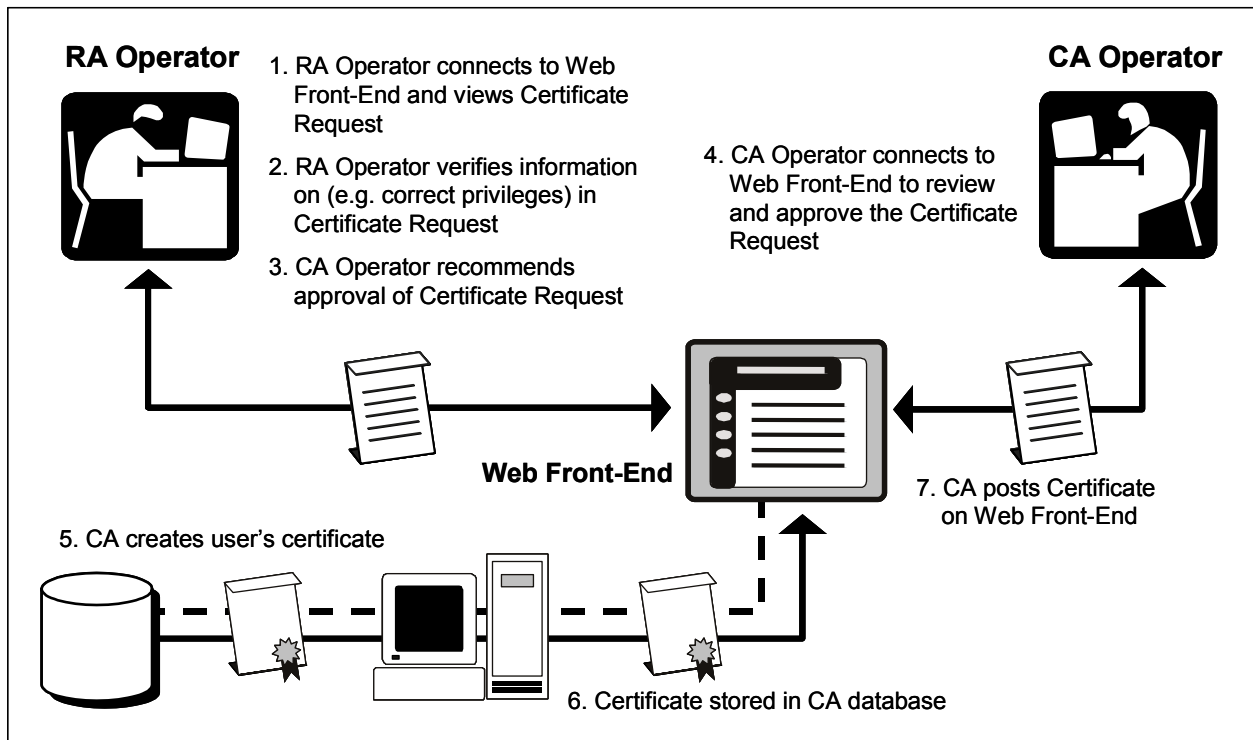 RA Operator
1. RA Operator connects to Web
Front-End and views Certificate
Request
2. RA Operator verifies information
on (e.g. correct privileges) in
Certificate Request
3. CA Operator recommends
approval of Certificate Request
CA Operator
4. CA Operator connects to
Web Front-End to review
and approve the Certificate
Request
Web Front-End
7. CA posts Certificate
on Web Front-End
5. CA creates user's certificate
6. Certificate stored in CA database